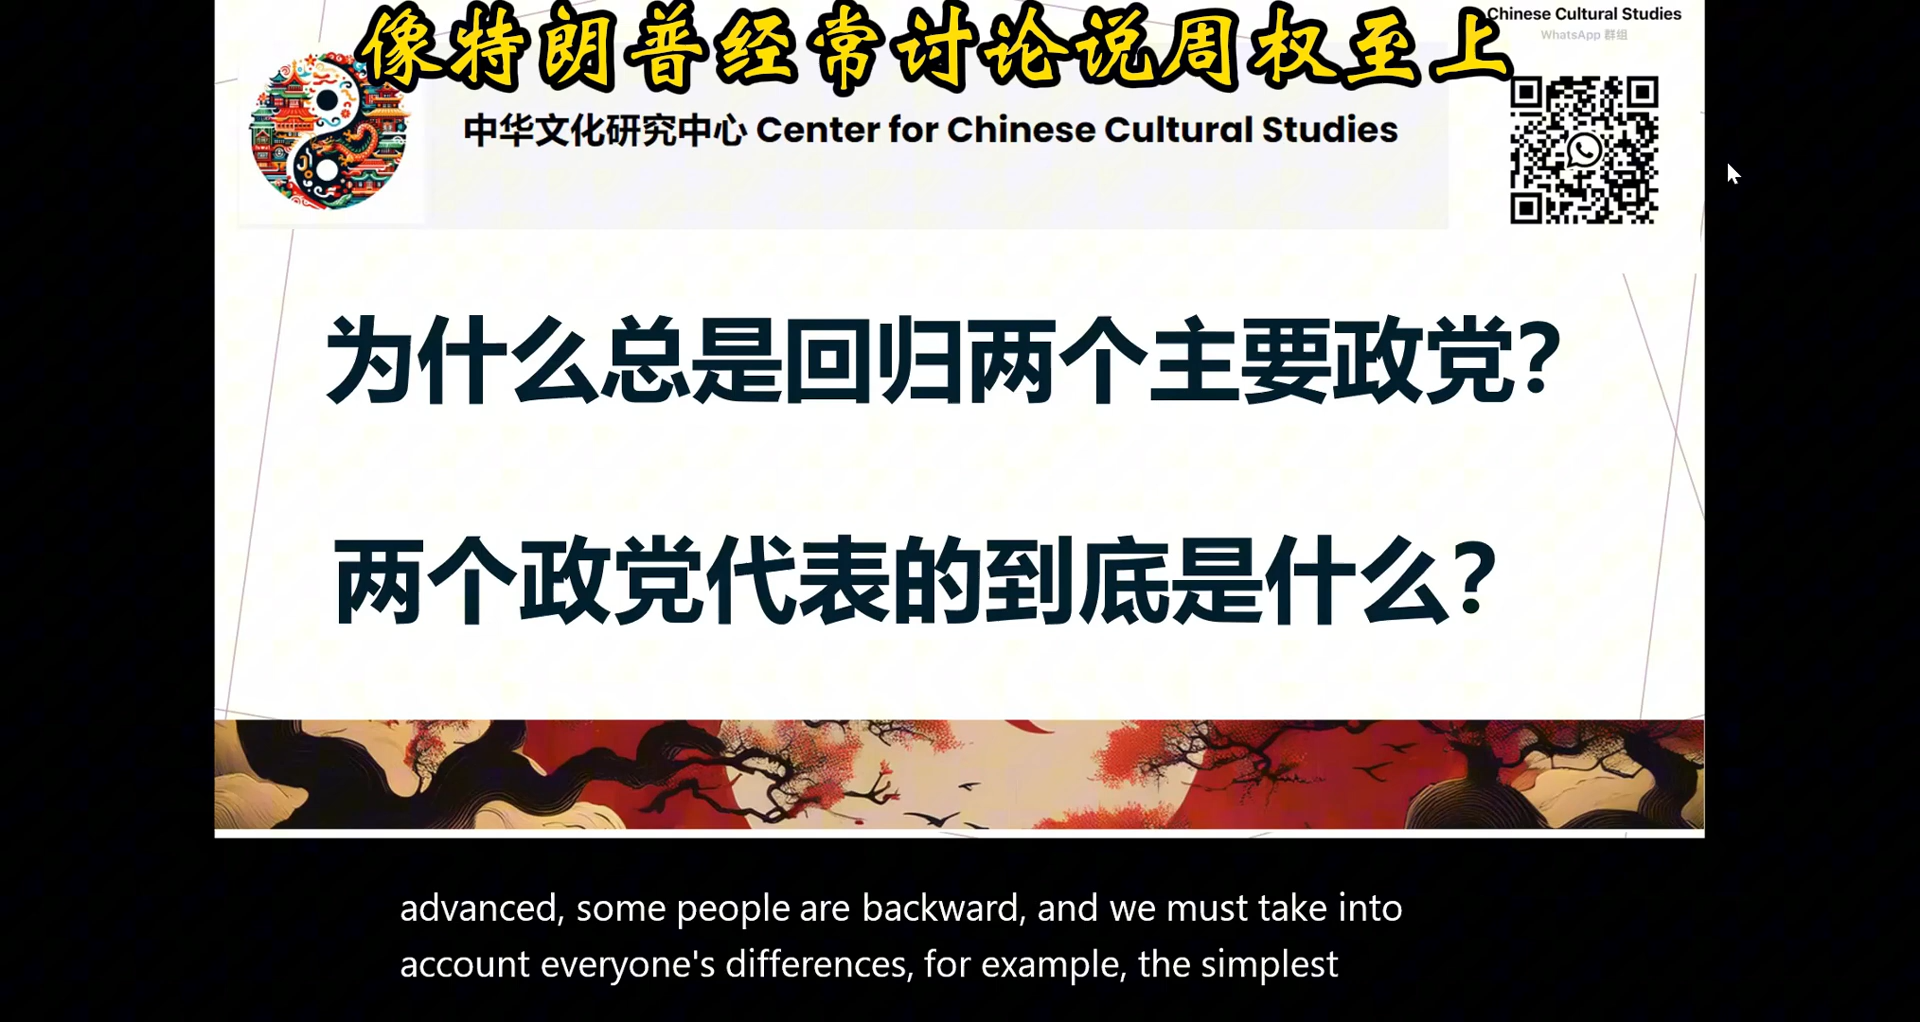 像特朗普经常讨论说周权至上
Chinese Cultural Studies
WhatsApp 群组
中华文化研究中心 Center for Chinese Cultural Studies
为什么总是回归两个主要政党?
两个政党代表的到底是什么?
advanced, some people are backward, and we must take into
account everyone's differences, for example, the simplest